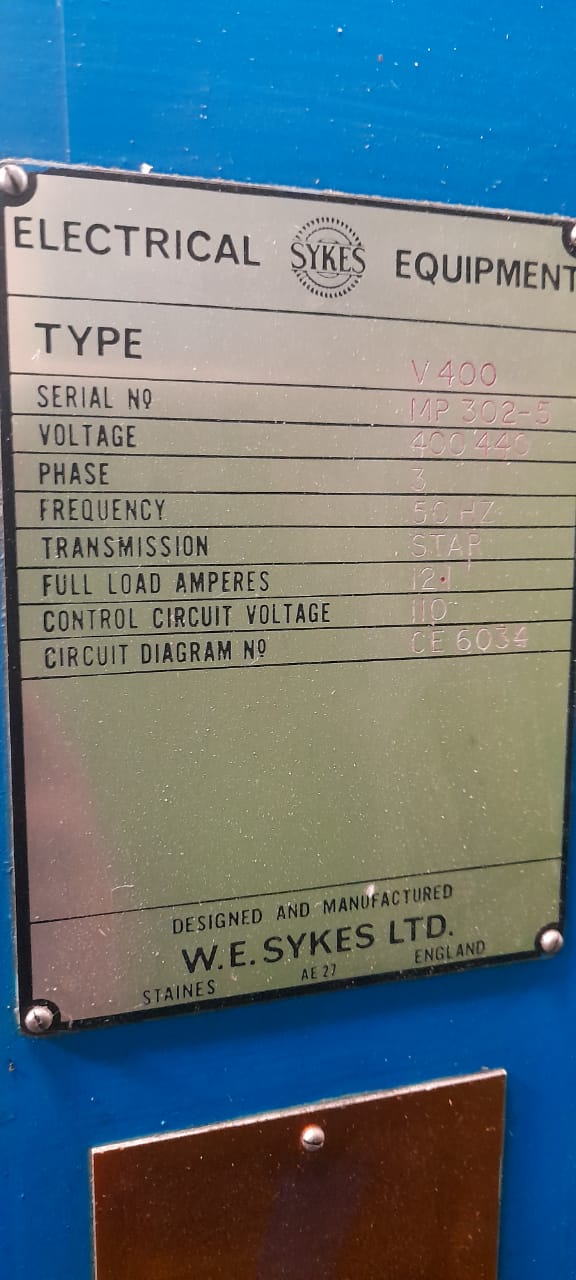 ELECTRICAL SYKES EQUIPMENT
TYPE V 400
SERIAL Nº MP 302-5
VOLTAGE 400 440
PHASE 3
FREQUENCY 50 HZ
TRANSMISSION STAR
FULL LOAD AMPERES 12·1
CONTROL CIRCUIT VOLTAGE 110
CIRCUIT DIAGRAM Nº CE 6034
DESIGNED AND MANUFACTURED
W.E. SYKES LTD.
STAINES AE 27 ENGLAND